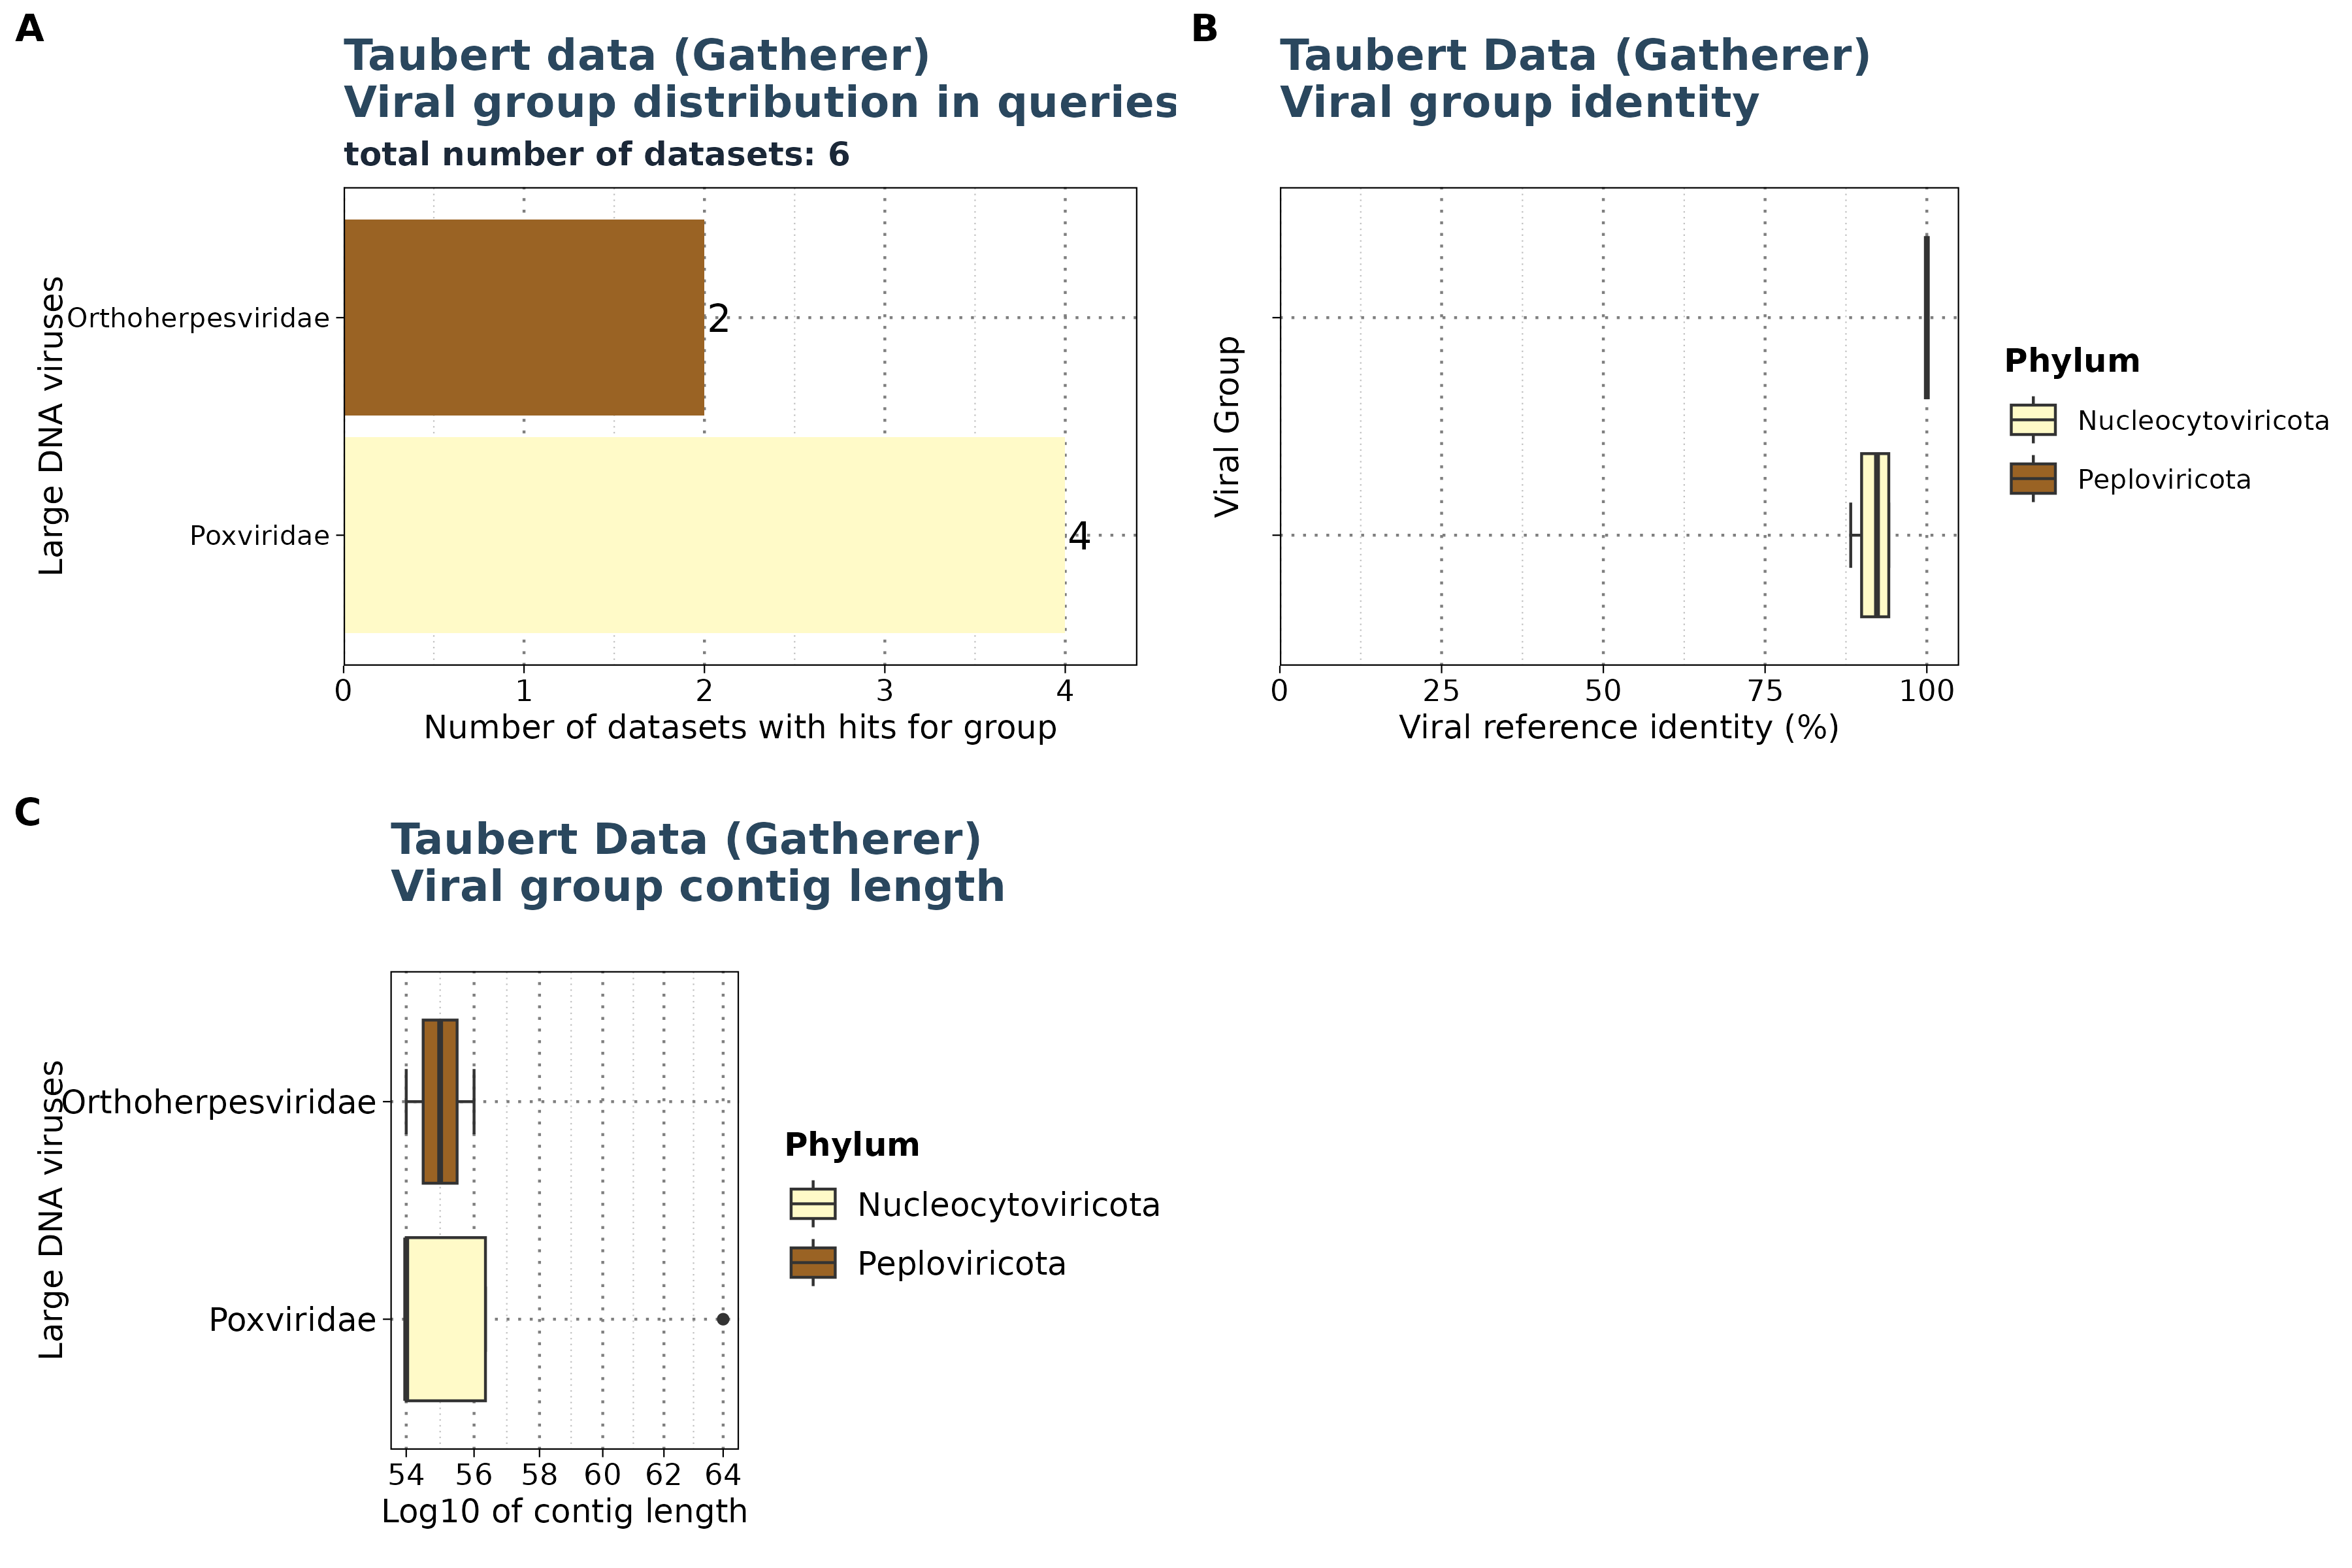 A
Taubert data (Gatherer)
Viral group distribution in queries
total number of datasets: 6
Large DNA viruses
Orthoherpesviridae
Poxviridae
2
4
0 1 2 3 4
Number of datasets with hits for group
B
Taubert Data (Gatherer)
Viral group identity
Viral Group
0 25 50 75 100
Viral reference identity (%)
Phylum
Nucleocytoviricota
Peploviricota
C
Taubert Data (Gatherer)
Viral group contig length
Large DNA viruses
Orthoherpesviridae
Poxviridae
54 56 58 60 62 64
Log10 of contig length
Phylum
Nucleocytoviricota
Peploviricota